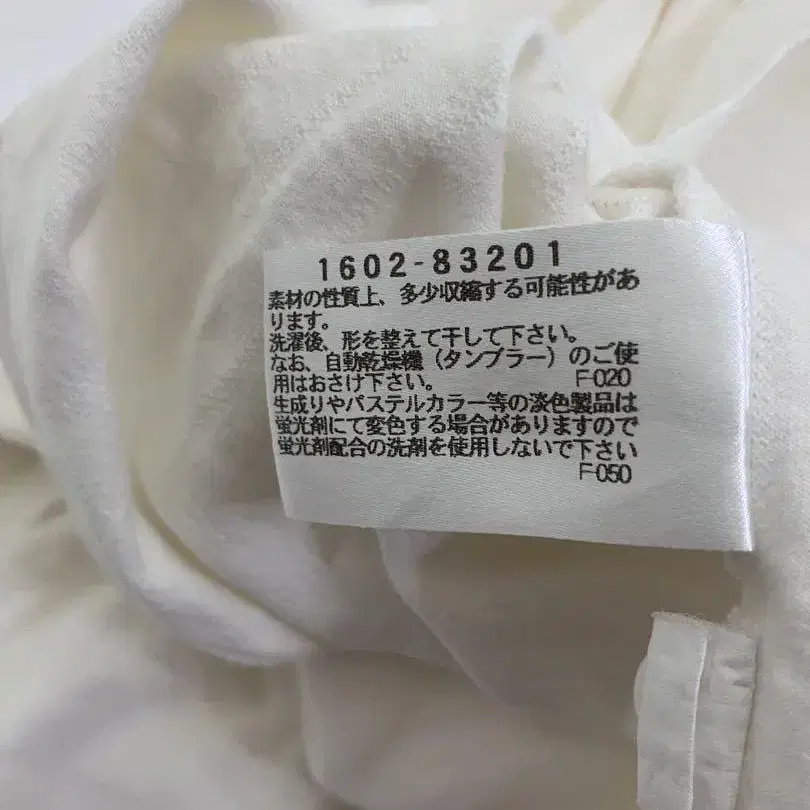 1602-83201
素材の性質上、多少収縮する可能性があ
ります。
洗濯後、形を整えて干して下さい。
なお、自動乾燥機（タンブラー）のご使
用はおさけ下さい。 F020
生成りやパステルカラー等の淡色製品は
蛍光剤にて変色する場合がありますので
蛍光剤配合の洗剤を使用しないで下さい
F050